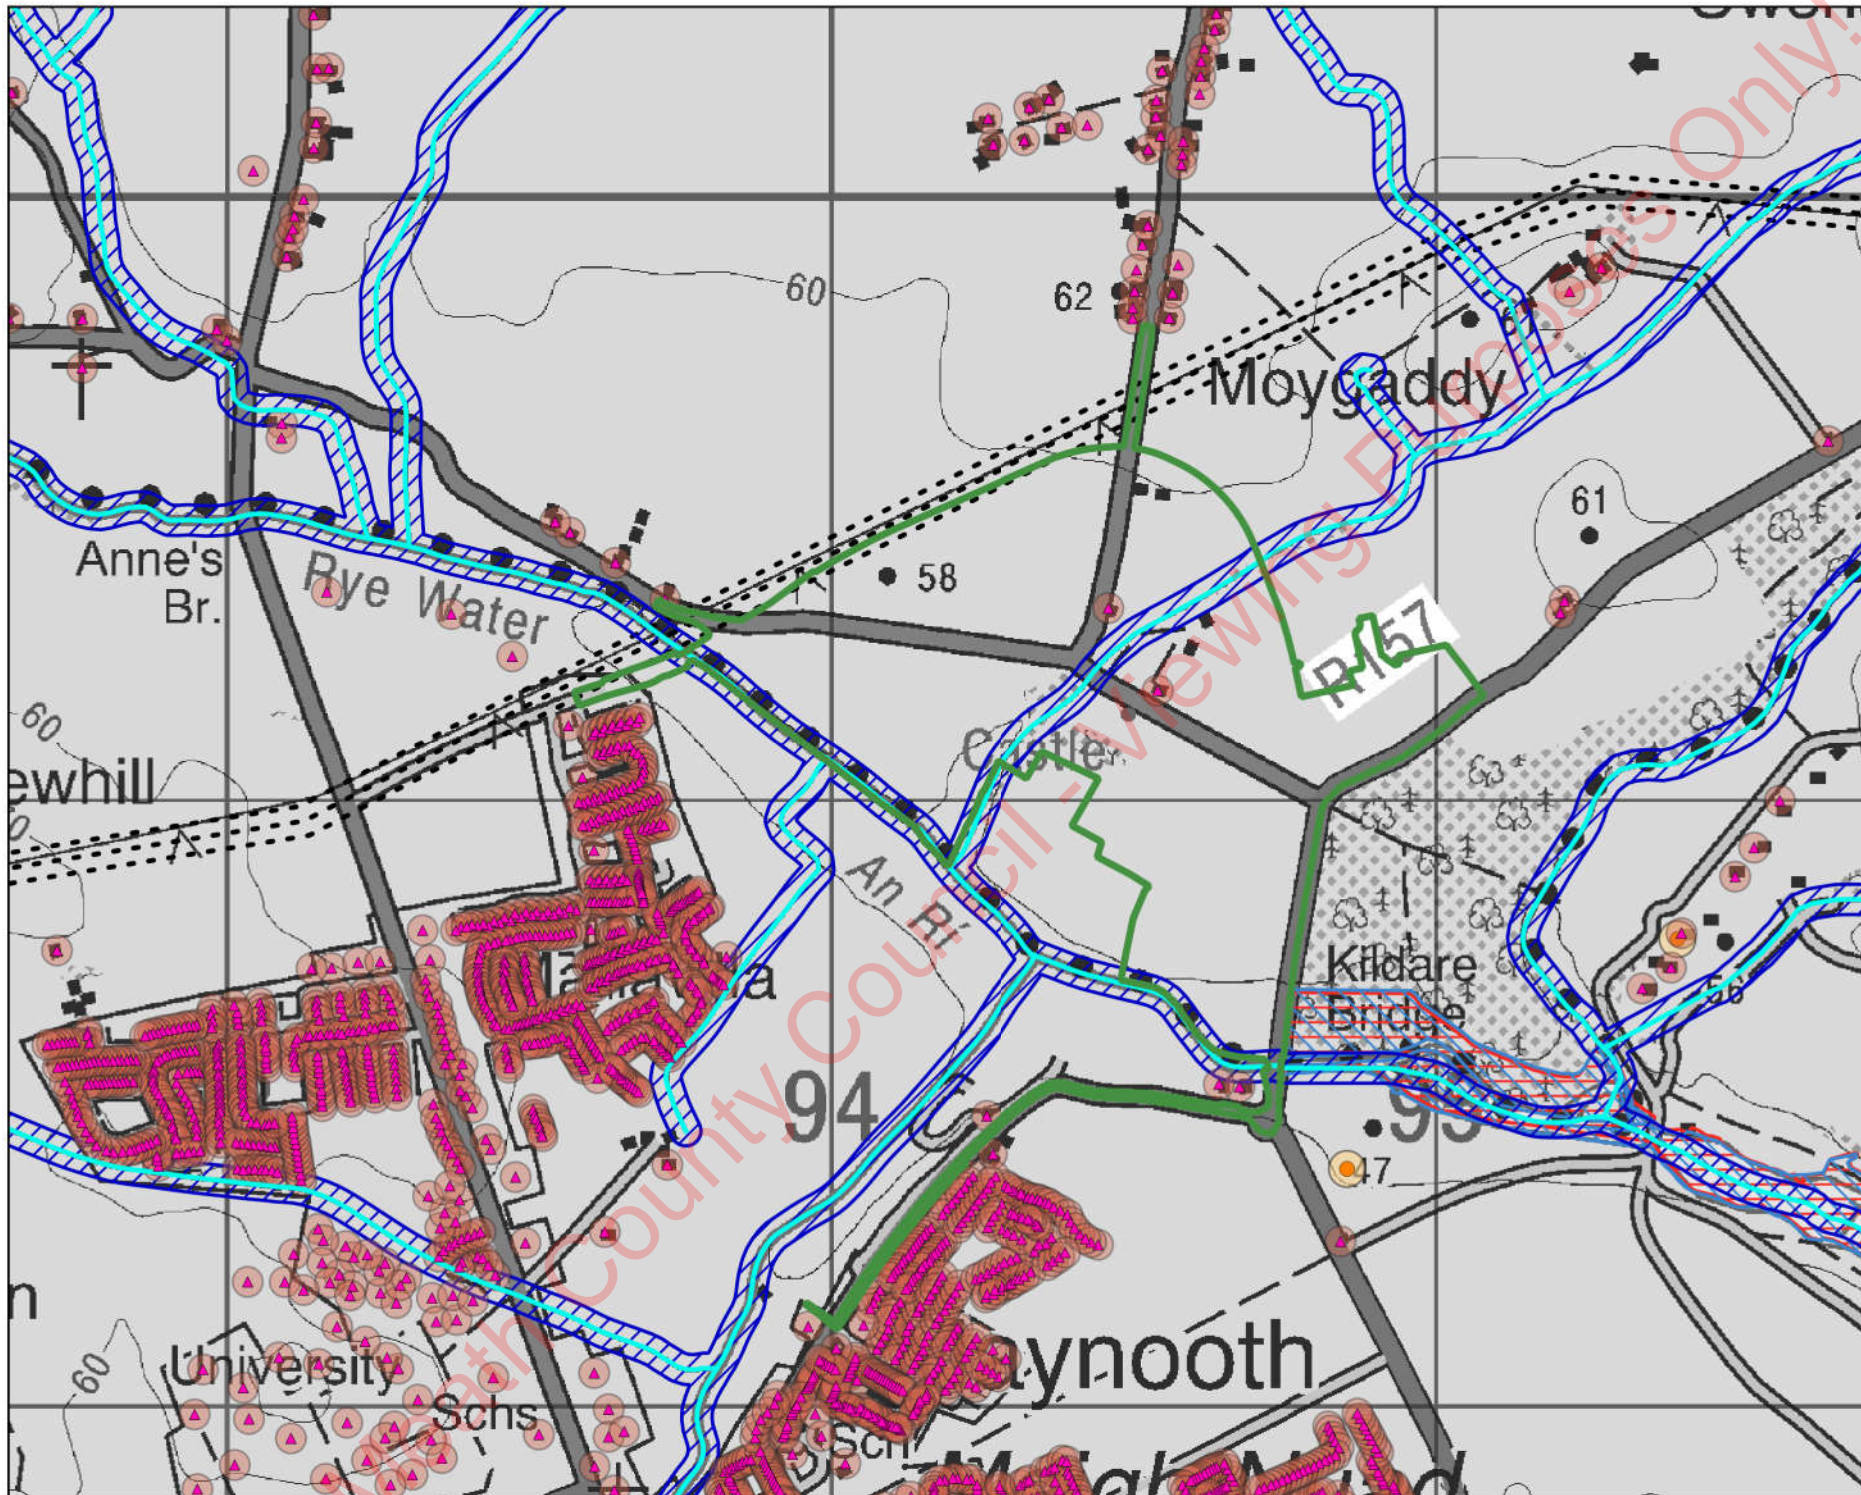 60
62
61
Moygaddy
61
Anne's
Br.
Rye Water
58
R157
60
Castle
ewhill
An Ri
Kildare
Bridge
56
94
95
47
University
60
Schs
Sch
aynooth
n
Meath County Council - Viewing Purposes Only!